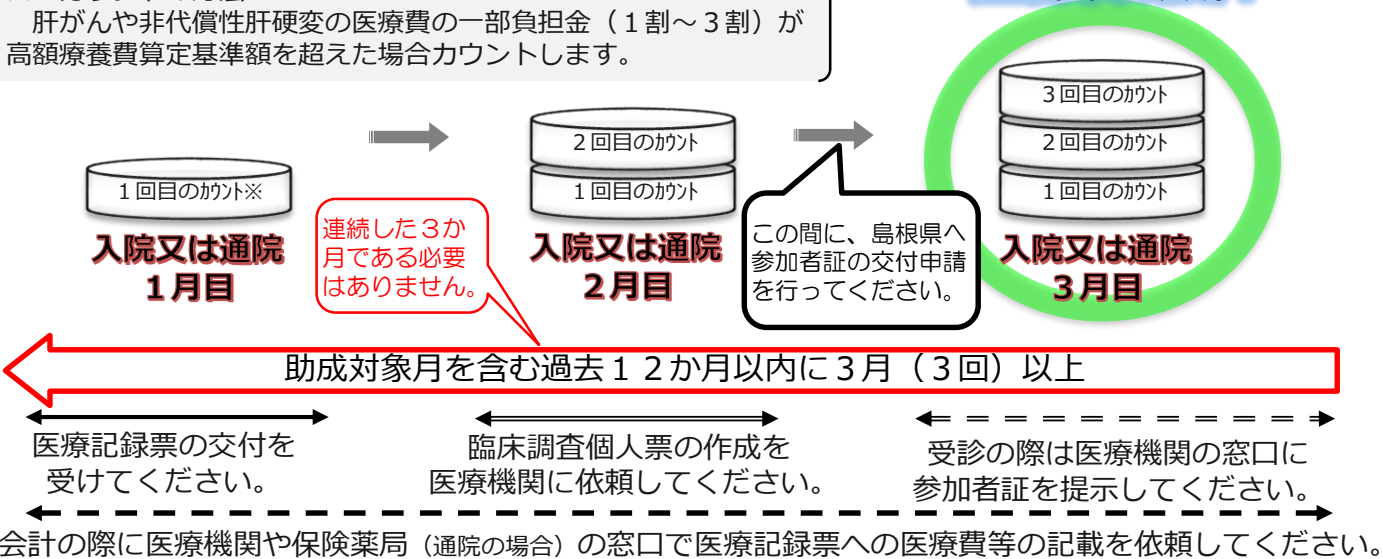 肝がんや非代償性肝硬変の医療費の一部負担金（１割～３割）が
高額療養費算定基準額を超えた場合カウントします。
３回目のｶｳﾝﾄ
２回目のｶｳﾝﾄ
２回目のｶｳﾝﾄ
１回目のｶｳﾝﾄ※
１回目のｶｳﾝﾄ
１回目のｶｳﾝﾄ
入院又は通院
１月目
連続した３か
月である必要
はありません。
入院又は通院
２月目
この間に、島根県へ
参加者証の交付申請
を行ってください。
入院又は通院
３月目
助成対象月を含む過去１２か月以内に３月（３回）以上
医療記録票の交付を
受けてください。
臨床調査個人票の作成を
医療機関に依頼してください。
受診の際は医療機関の窓口に
参加者証を提示してください。
会計の際に医療機関や保険薬局（通院の場合）の窓口で医療記録票への医療費等の記載を依頼してください。